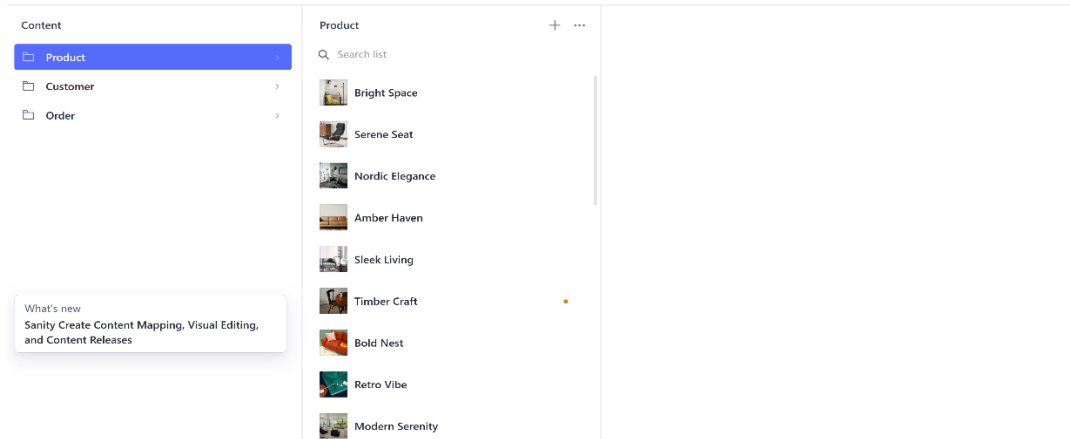 Content
Product
Customer
Order
What's new
Sanity Create Content Mapping, Visual Editing,
and Content Releases
Product
Search list
Bright Space
Serene Seat
Nordic Elegance
Amber Haven
Sleek Living
Timber Craft
Bold Nest
Retro Vibe
Modern Serenity